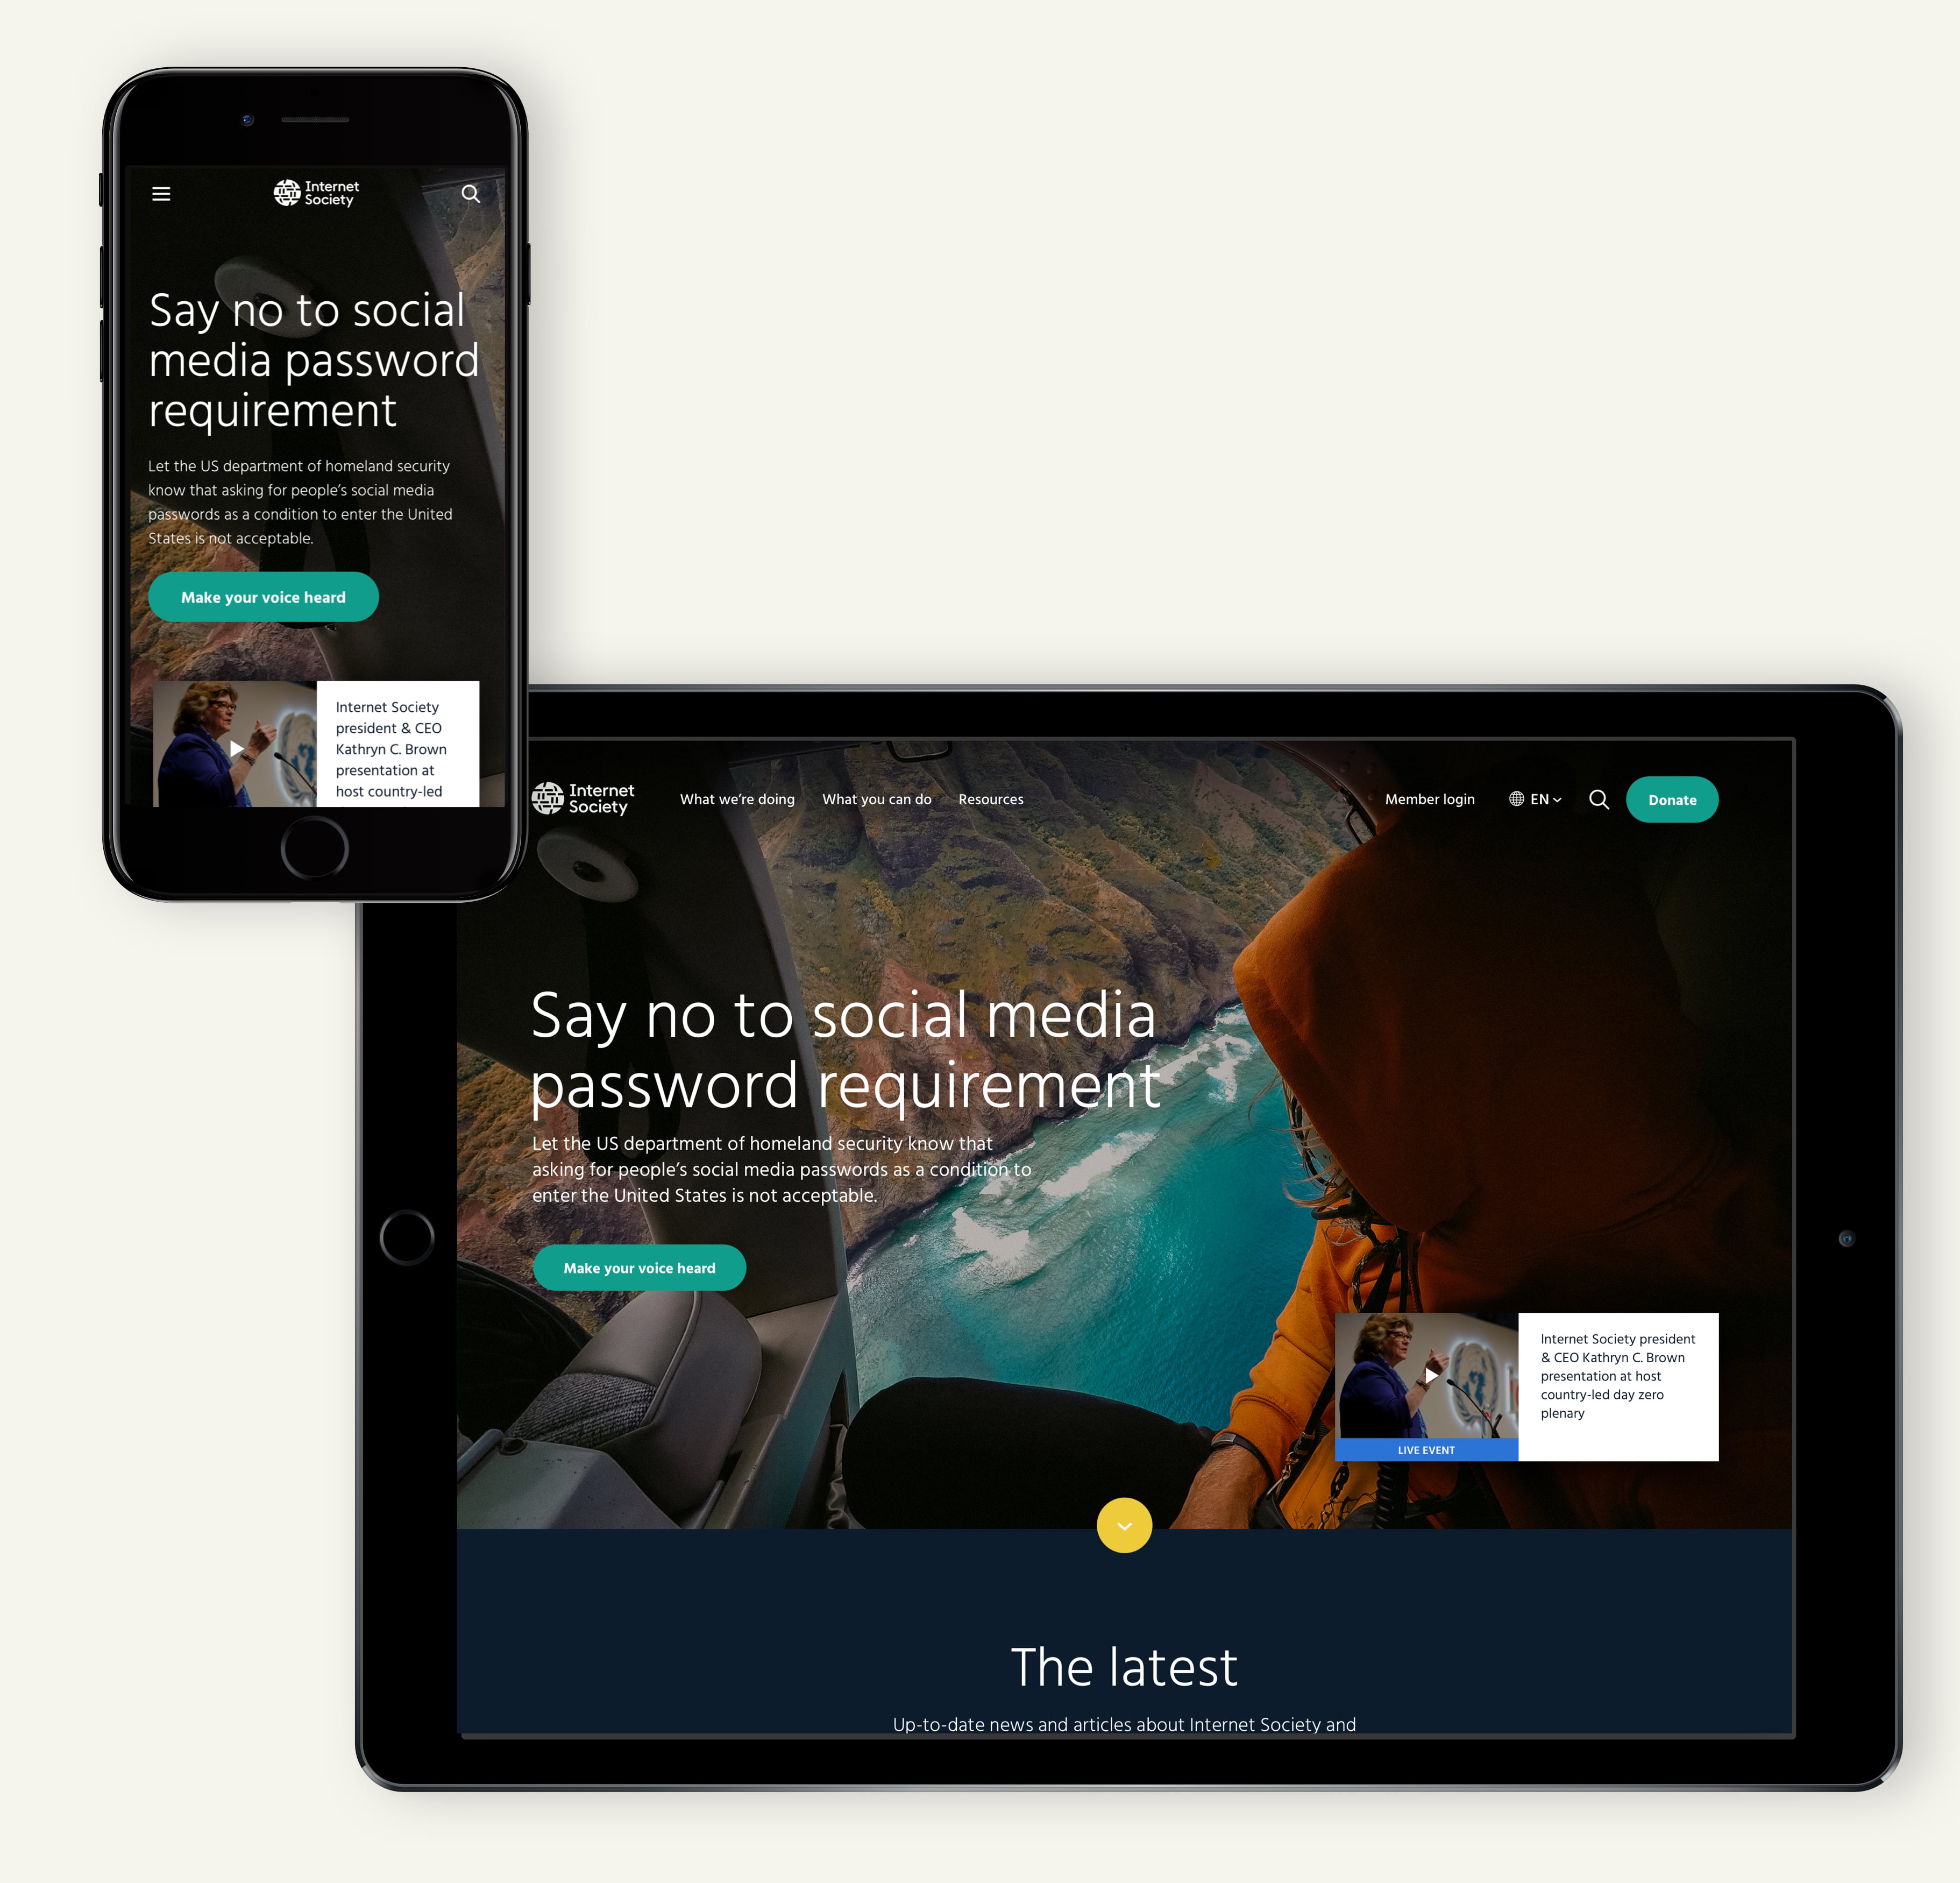 Internet
Society
Say no to social
media password
requirement
Let the US department of homeland security
know that asking for people’s social media
passwords as a condition to enter the United
States is not acceptable.
Make your voice heard
Internet Society
president & CEO
Kathryn C. Brown
presentation at
host country-led
Internet
Society
What we’re doing
What you can do
Resources
Member login
EN
Donate
Say no to social media
password requirement
Let the US department of homeland security know that
asking for people’s social media passwords as a condition to
enter the United States is not acceptable.
Make your voice heard
LIVE EVENT
Internet Society president
& CEO Kathryn C. Brown
presentation at host
country-led day zero
plenary
The latest
Up-to-date news and articles about Internet Society and